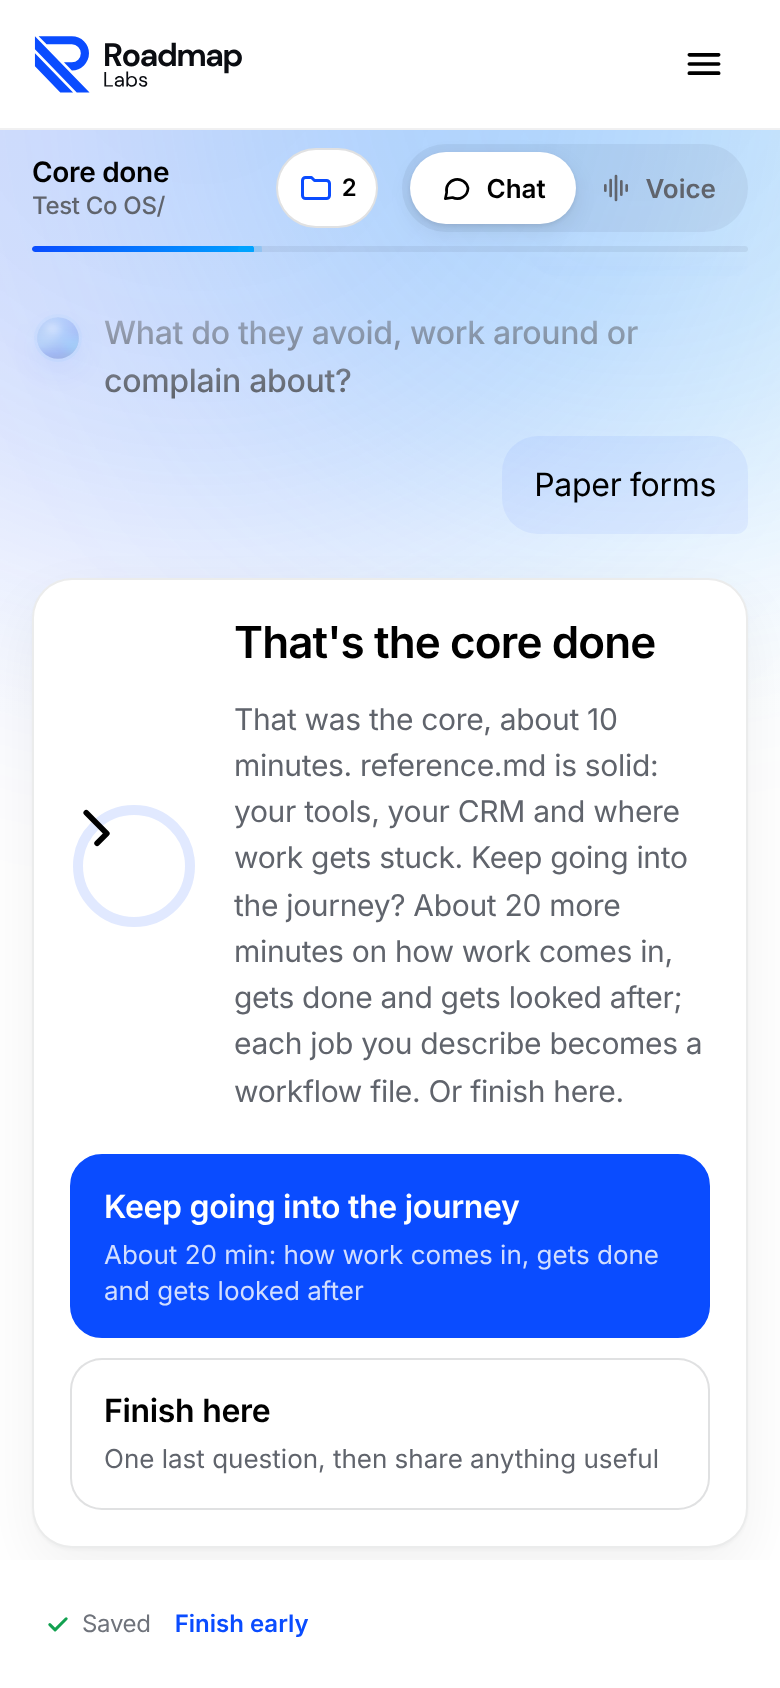 Roadmap
Labs
Core done
Test Co OS/
2
Chat
Voice
What do they avoid, work around or
complain about?
Paper forms
That's the core done
That was the core, about 10
minutes. reference.md is solid:
your tools, your CRM and where
work gets stuck. Keep going into
the journey? About 20 more
minutes on how work comes in,
gets done and gets looked after;
each job you describe becomes a
workflow file. Or finish here.
Keep going into the journey
About 20 min: how work comes in, gets done
and gets looked after
Finish here
One last question, then share anything useful
Saved
Finish early